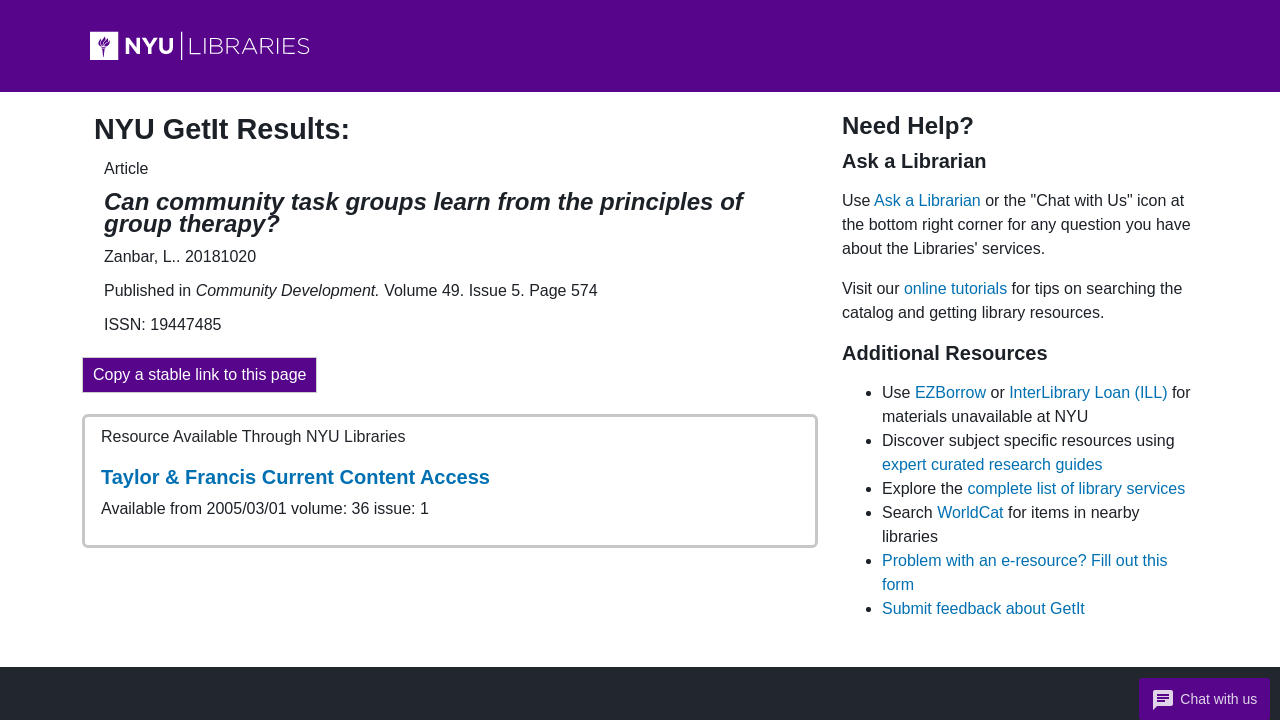 NYU LIBRARIES
NYU GetIt Results:
Article
Can community task groups learn from the principles of
group therapy?
Zanbar, L.. 20181020
Published in Community Development. Volume 49. Issue 5. Page 574
ISSN: 19447485
Copy a stable link to this page
Resource Available Through NYU Libraries
Taylor & Francis Current Content Access
Available from 2005/03/01 volume: 36 issue: 1
Need Help?
Ask a Librarian
Use Ask a Librarian or the "Chat with Us" icon at
the bottom right corner for any question you have
about the Libraries' services.
Visit our online tutorials for tips on searching the
catalog and getting library resources.
Additional Resources
Use EZBorrow or InterLibrary Loan (ILL) for
materials unavailable at NYU
Discover subject specific resources using
expert curated research guides
Explore the complete list of library services
Search WorldCat for items in nearby
libraries
Problem with an e-resource? Fill out this
form
Submit feedback about GetIt
Chat with us